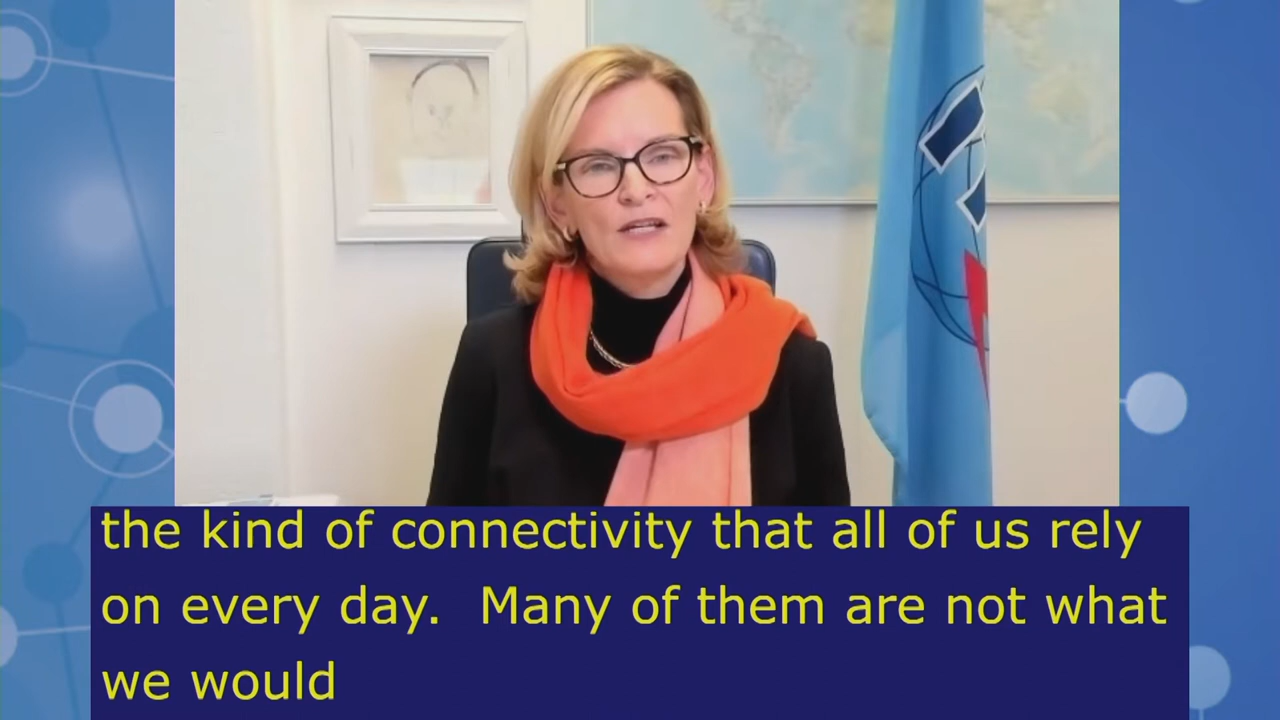 the kind of connectivity that all of us rely
on every day.  Many of them are not what
we would